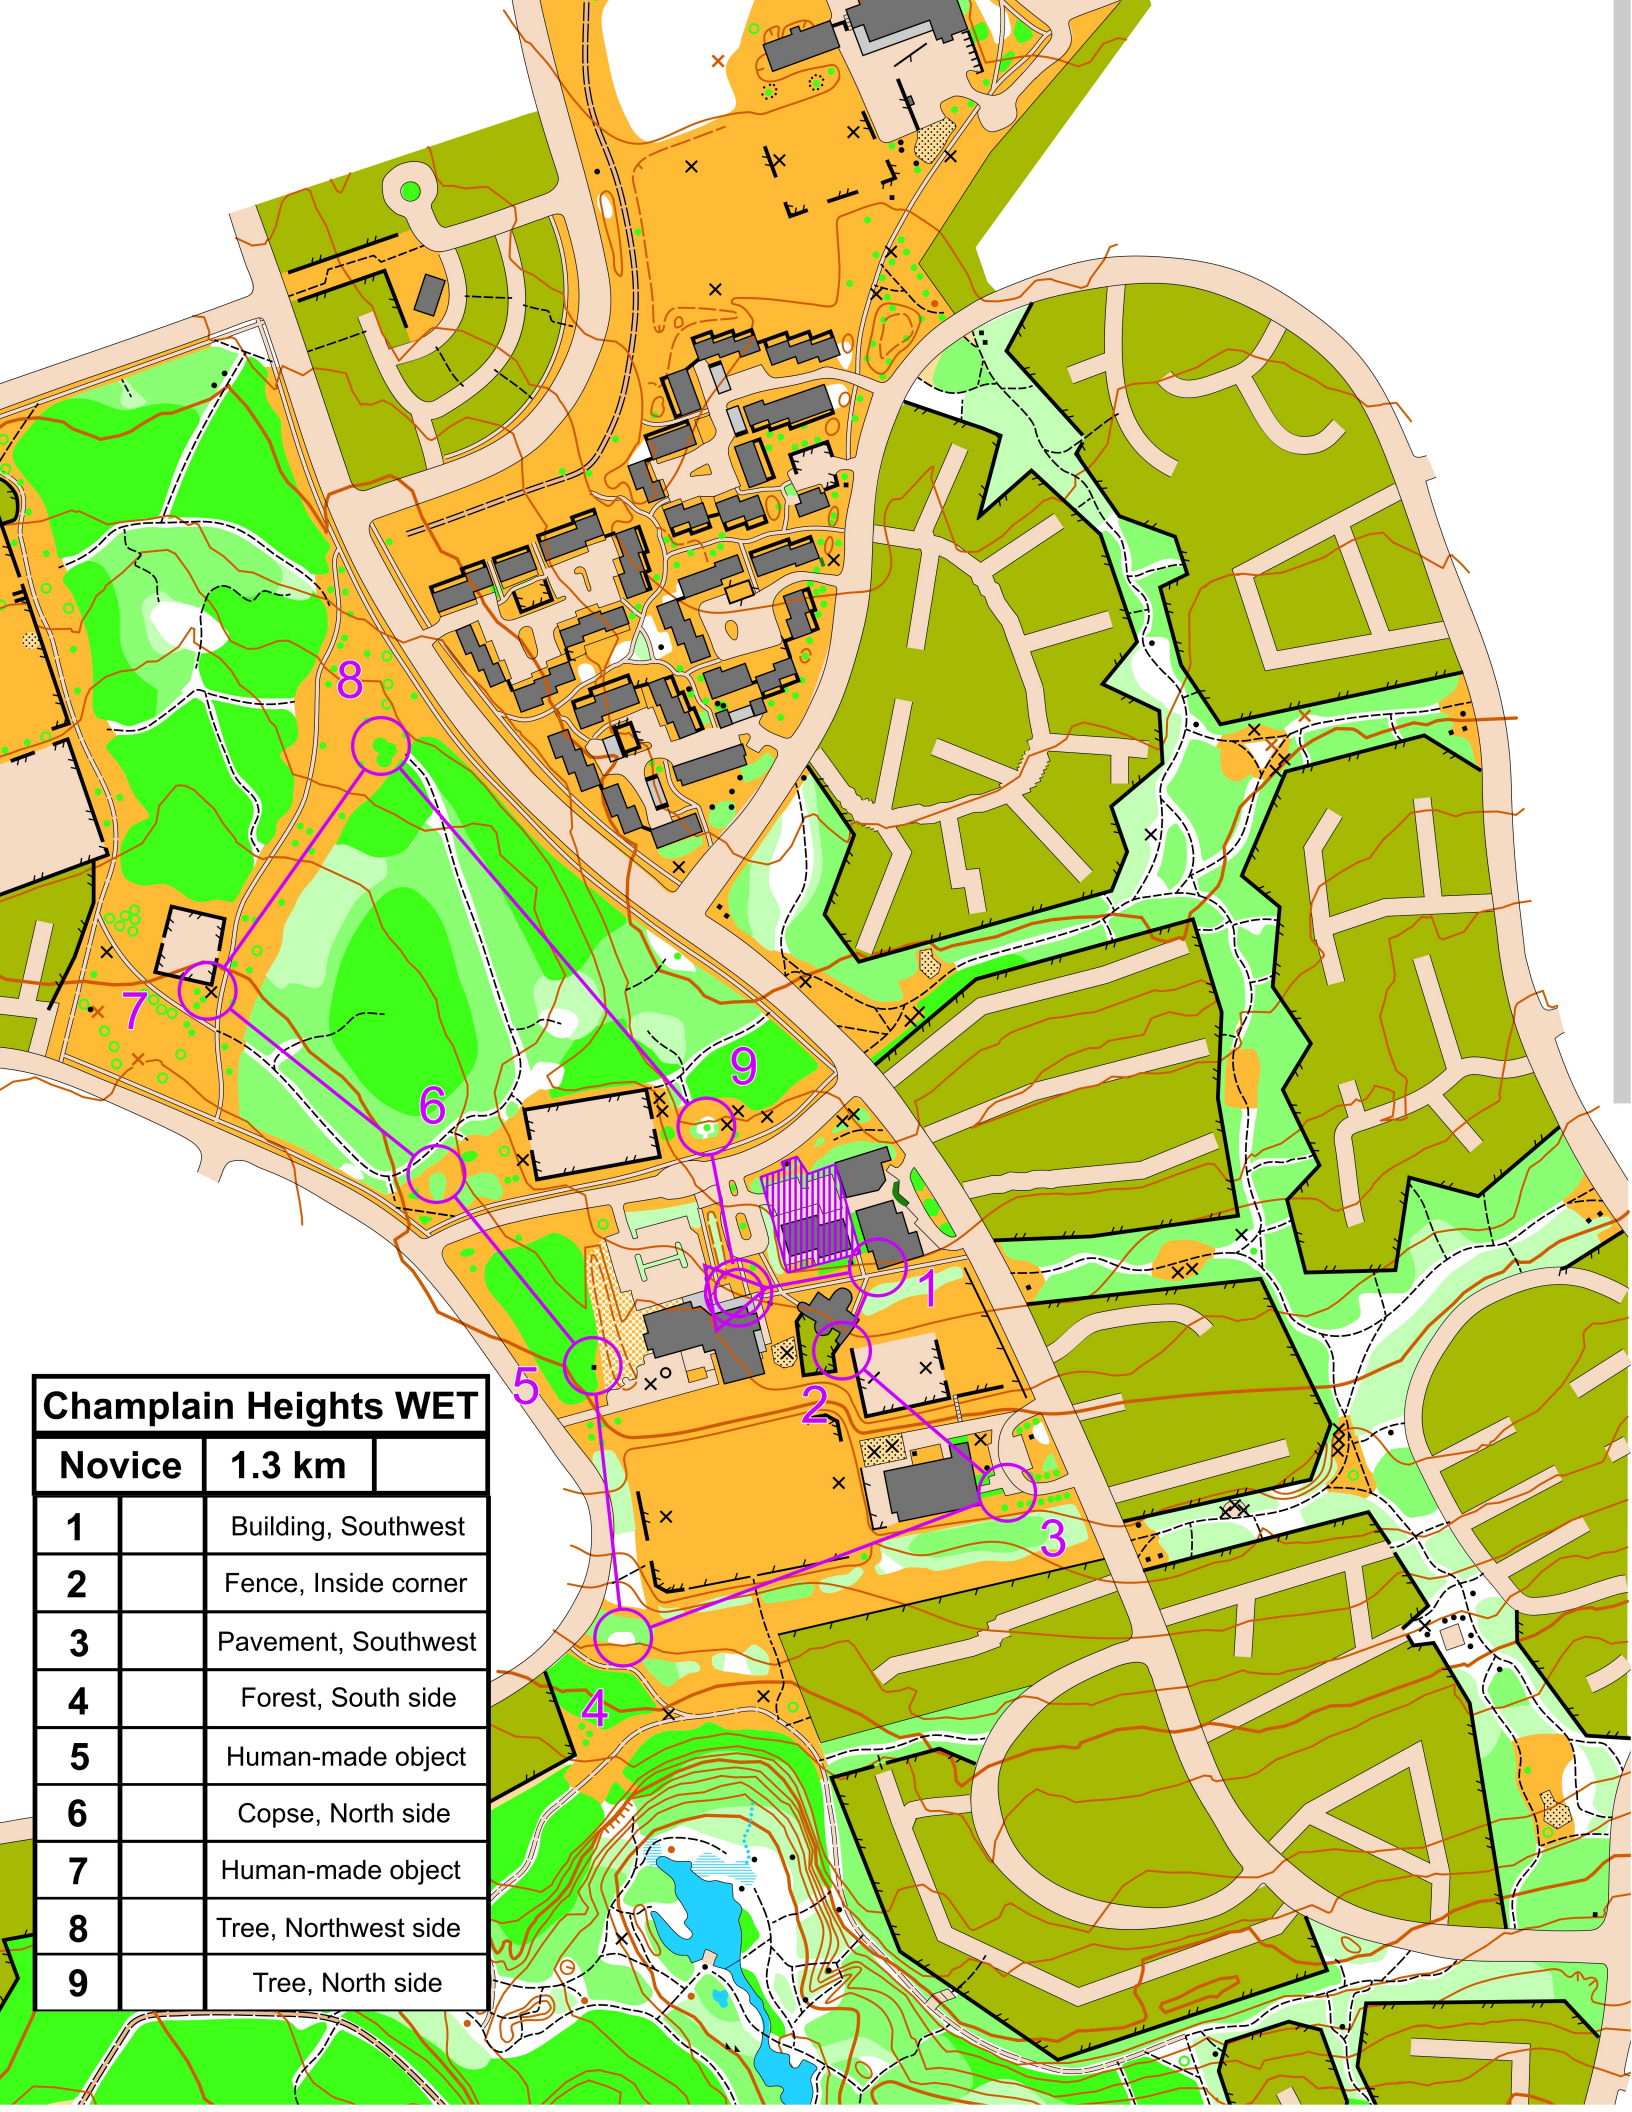 8
7
6
9
1
5
2
3
4
Champlain Heights WET
Novice 1.3 km
1 Building, Southwest
2 Fence, Inside corner
3 Pavement, Southwest
4 Forest, South side
5 Human-made object
6 Copse, North side
7 Human-made object
8 Tree, Northwest side
9 Tree, North side